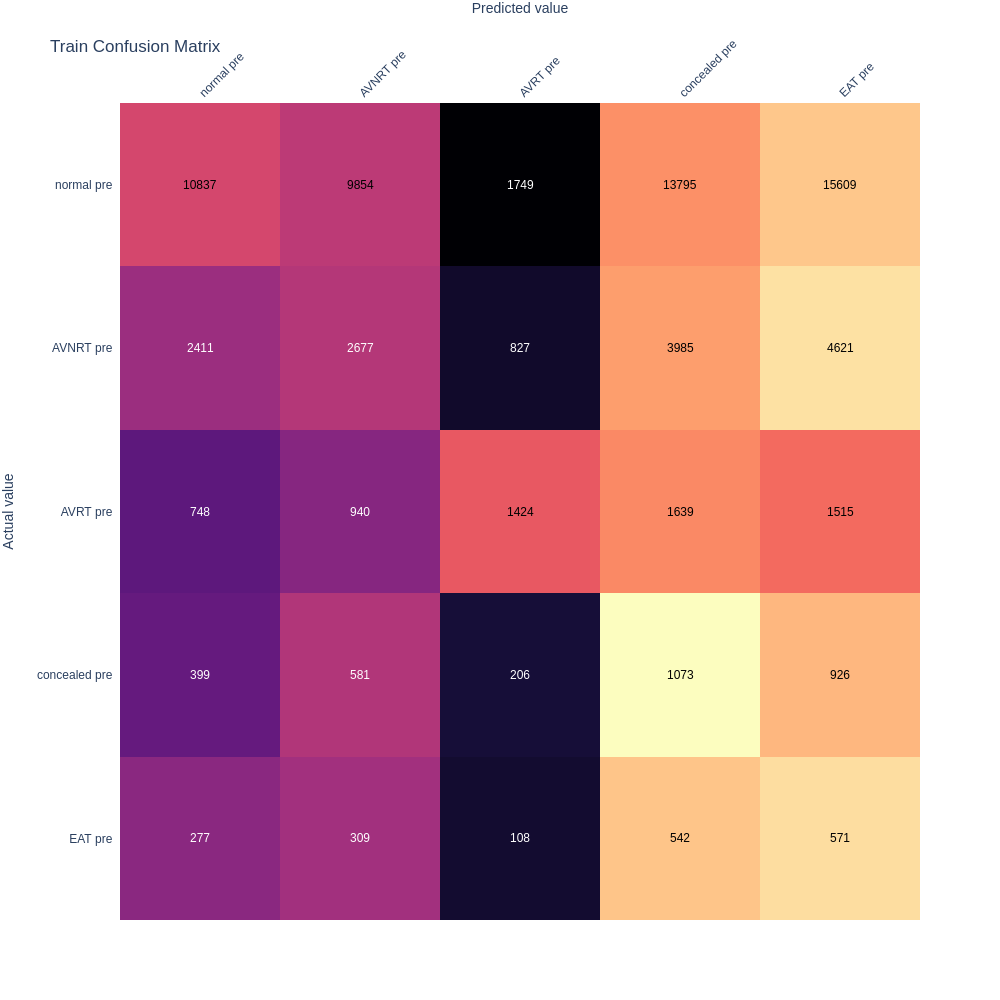 Predicted value
Train Confusion Matrix
normal pre
AVNRT pre
AVRT pre
concealed pre
EAT pre
normal pre 10837 9854 1749 13795 15609
AVNRT pre 2411 2677 827 3985 4621
Actual value
AVRT pre 748 940 1424 1639 1515
concealed pre 399 581 206 1073 926
EAT pre 277 309 108 542 571